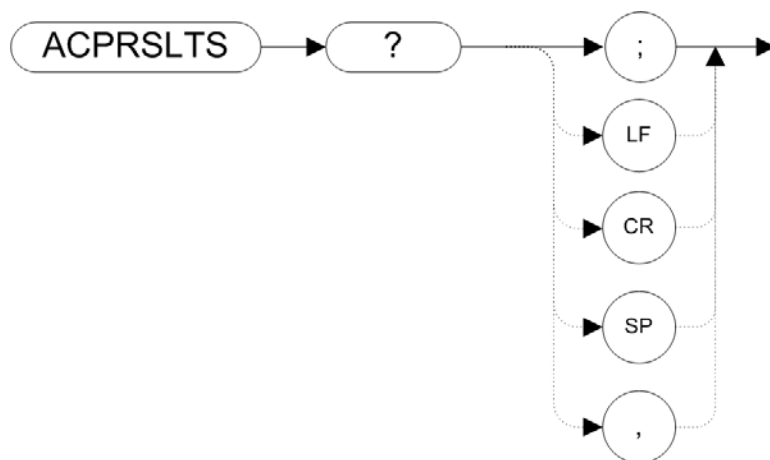 ACPRSLTS ? ;
LF
CR
SP
,